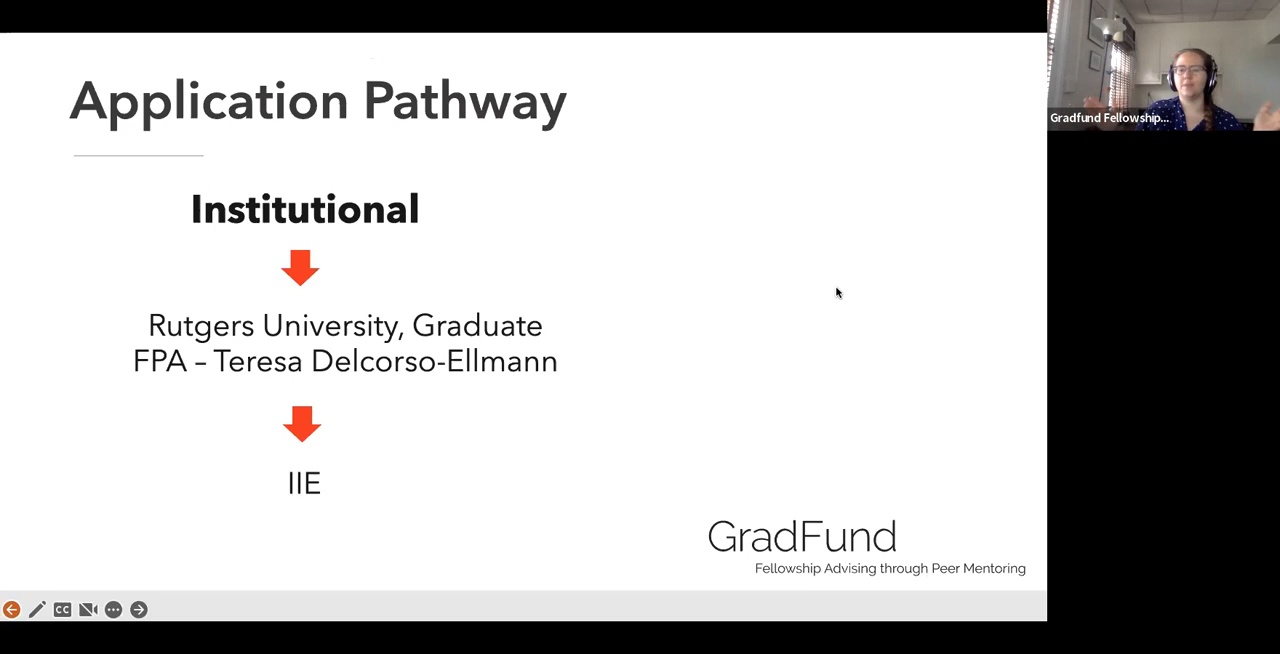 Application Pathway
Institutional
Rutgers University, Graduate
FPA – Teresa Delcorso-Ellmann
IIE
GradFund
Fellowship Advising through Peer Mentoring
CC
Gradfund Fellowship...